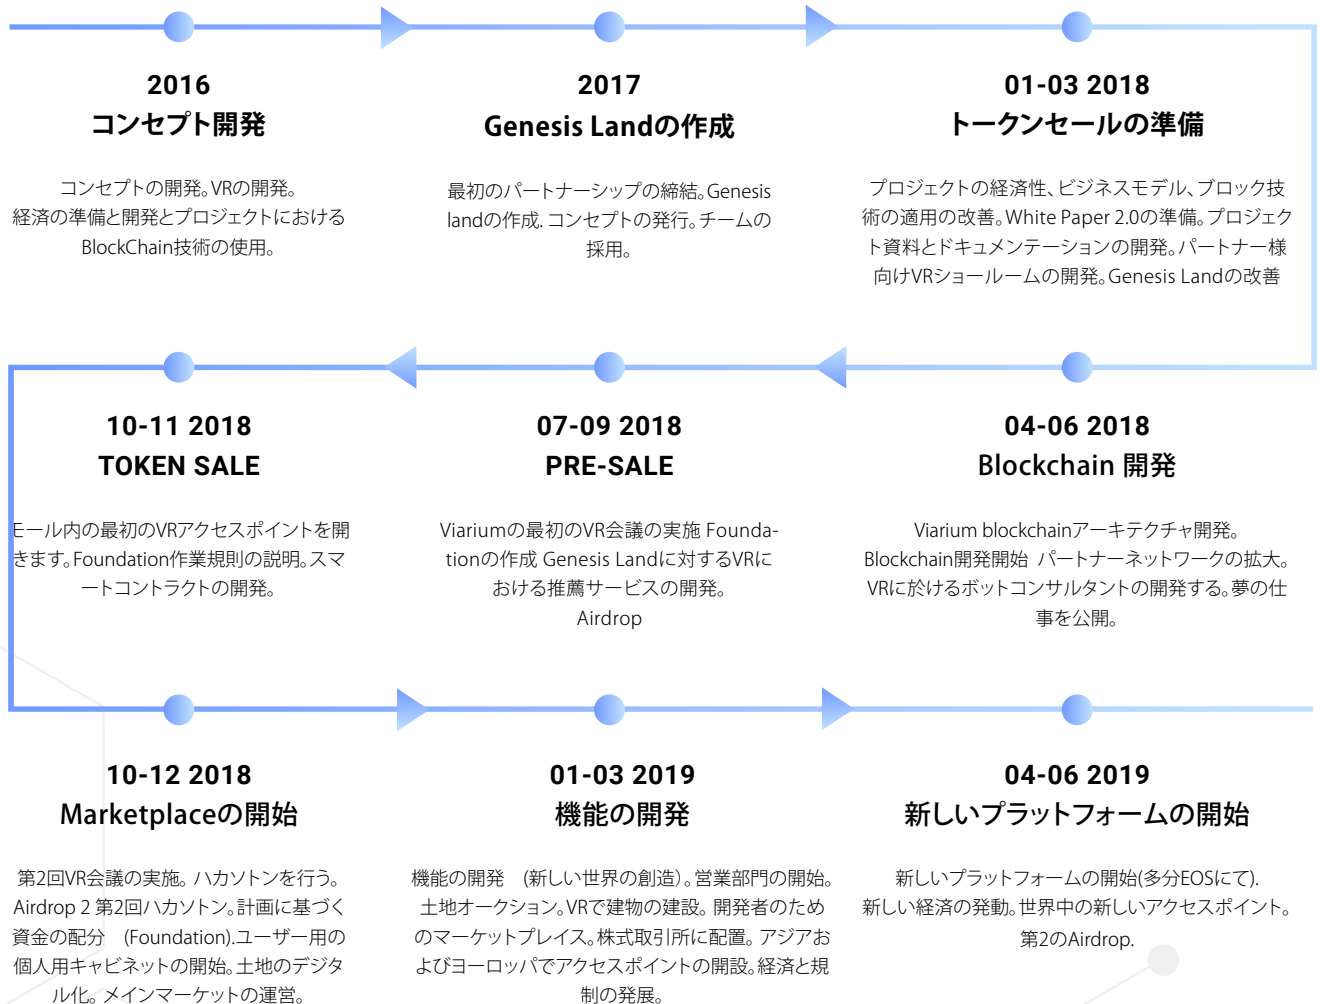 2016
コンセプト開発
コンセプトの開発。VRの開発。
経済の準備と開発とプロジェクトにおける
BlockChain技術の使用。
2017
Genesis Landの作成
最初のパートナーシップの締結。Genesis
landの作成. コンセプトの発行。チームの
採用。
01-03 2018
トークンセールの準備
プロジェクトの経済性、ビジネスモデル、ブロック技
術の適用の改善。White Paper 2.0の準備。プロジェク
ト資料とドキュメンテーションの開発。パートナー様
向けVRショールームの開発。Genesis Landの改善
10-11 2018
TOKEN SALE
モール内の最初のVRアクセスポイントを開
きます。Foundation作業規則の説明。スマ
ートコントラクトの開発。
07-09 2018
PRE-SALE
Viariumの最初のVR会議の実施 Founda-
tionの作成 Genesis Landに対するVRに
おける推薦サービスの開発。
Airdrop
04-06 2018
Blockchain 開発
Viarium blockchainアーキテクチャ開発。
Blockchain開発開始 パートナーネットワークの拡大。
VRに於けるボットコンサルタントの開発する。夢の仕
事を公開。
10-12 2018
Marketplaceの開始
第2回VR会議の実施。ハカソトンを行う。
Airdrop 2 第2回ハカソトン。計画に基づく
資金の配分 (Foundation).ユーザー用の
個人用キャビネットの開始。土地のデジタ
ル化。メインマーケットの運営。
01-03 2019
機能の開発
機能の開発 (新しい世界の創造)。営業部門の開始。
土地オークション。VRで建物の建設。開発者のため
のマーケットプレイス。株式取引所に配置。アジアお
よびヨーロッパでアクセスポイントの開設。経済と規
制の発展。
04-06 2019
新しいプラットフォームの開始
新しいプラットフォームの開始(多分EOSにて).
新しい経済の発動。世界中の新しいアクセスポイント。
第2のAirdrop.